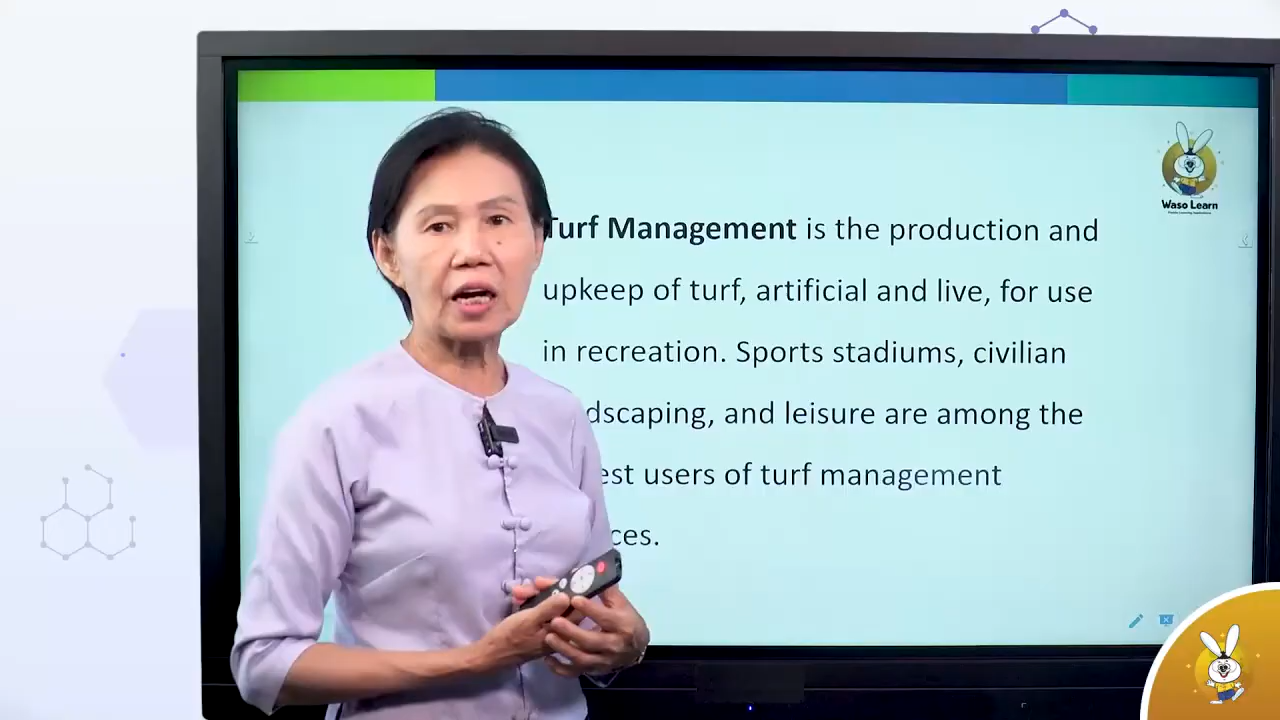 Turf Management is the production and
upkeep of turf, artificial and live, for use
in recreation. Sports stadiums, civilian
dscaping, and leisure are among the
est users of turf management
ces.
Waso Learn